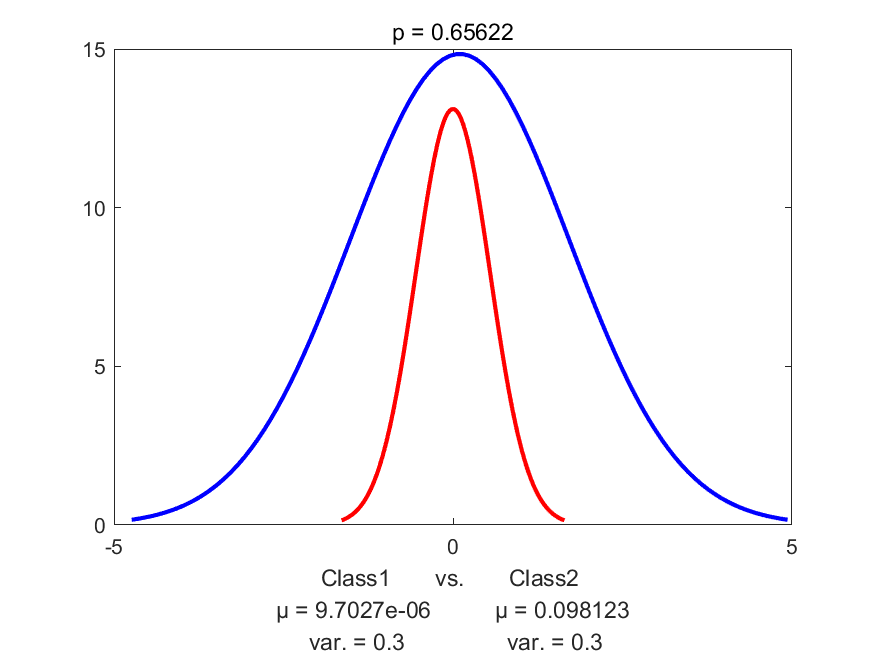 p = 0.65622
15
10
5
0
-5 0 5
Class1 vs. Class2
μ = 9.7027e-06 μ = 0.098123
var. = 0.3 var. = 0.3